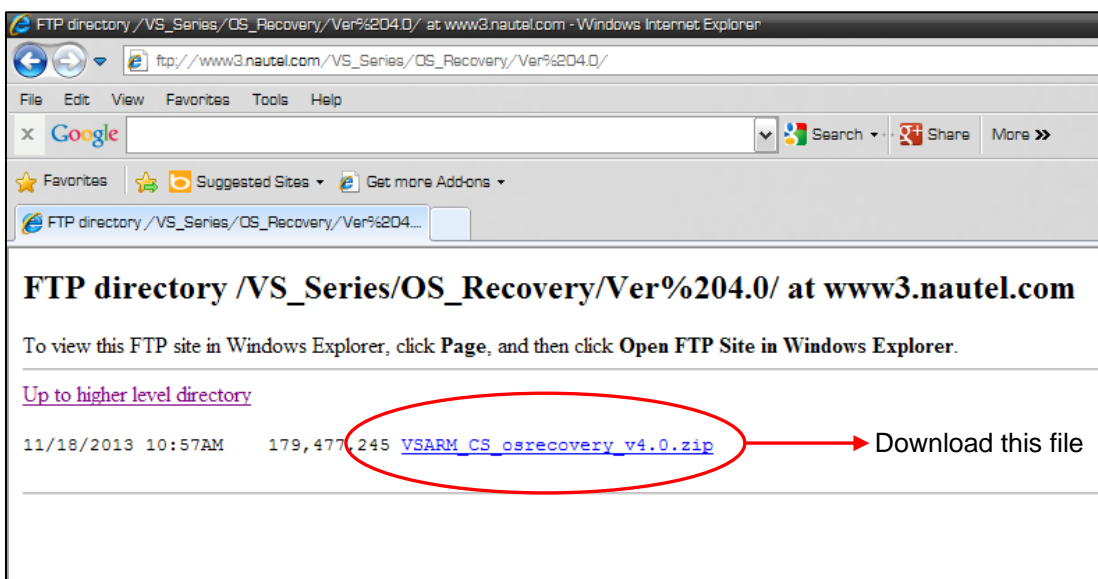 FTP directory /VS_Series/OS_Recovery/Ver%204.0/ at www3.nautel.com - Windows Internet Explorer
ftp://www3.nautel.com/VS_Series/OS_Recovery/Ver%204.0/
File Edit View Favorites Tools Help
x Google Search Share More »
Favorites Suggested Sites Get more Add-ons
FTP directory /VS_Series/OS_Recovery/Ver%204....
FTP directory /VS_Series/OS_Recovery/Ver%204.0/ at www3.nautel.com
To view this FTP site in Windows Explorer, click Page, and then click Open FTP Site in Windows Explorer.
Up to higher level directory
11/18/2013 10:57AM 179,477,245 VSARM_CS_osrecovery_v4.0.zip Download this file